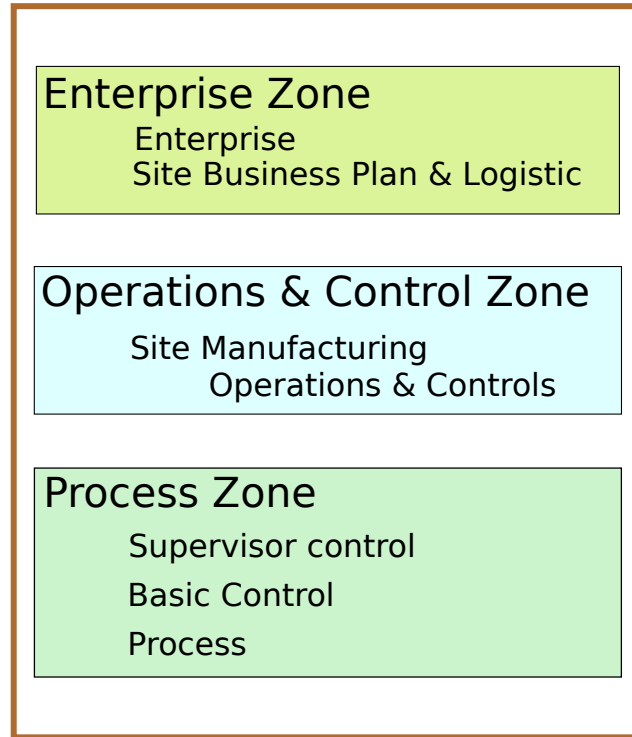 Enterprise Zone
Enterprise
Site Business Plan & Logistic
Operations & Control Zone
Site Manufacturing
Operations & Controls
Process Zone
Supervisor control
Basic Control
Process